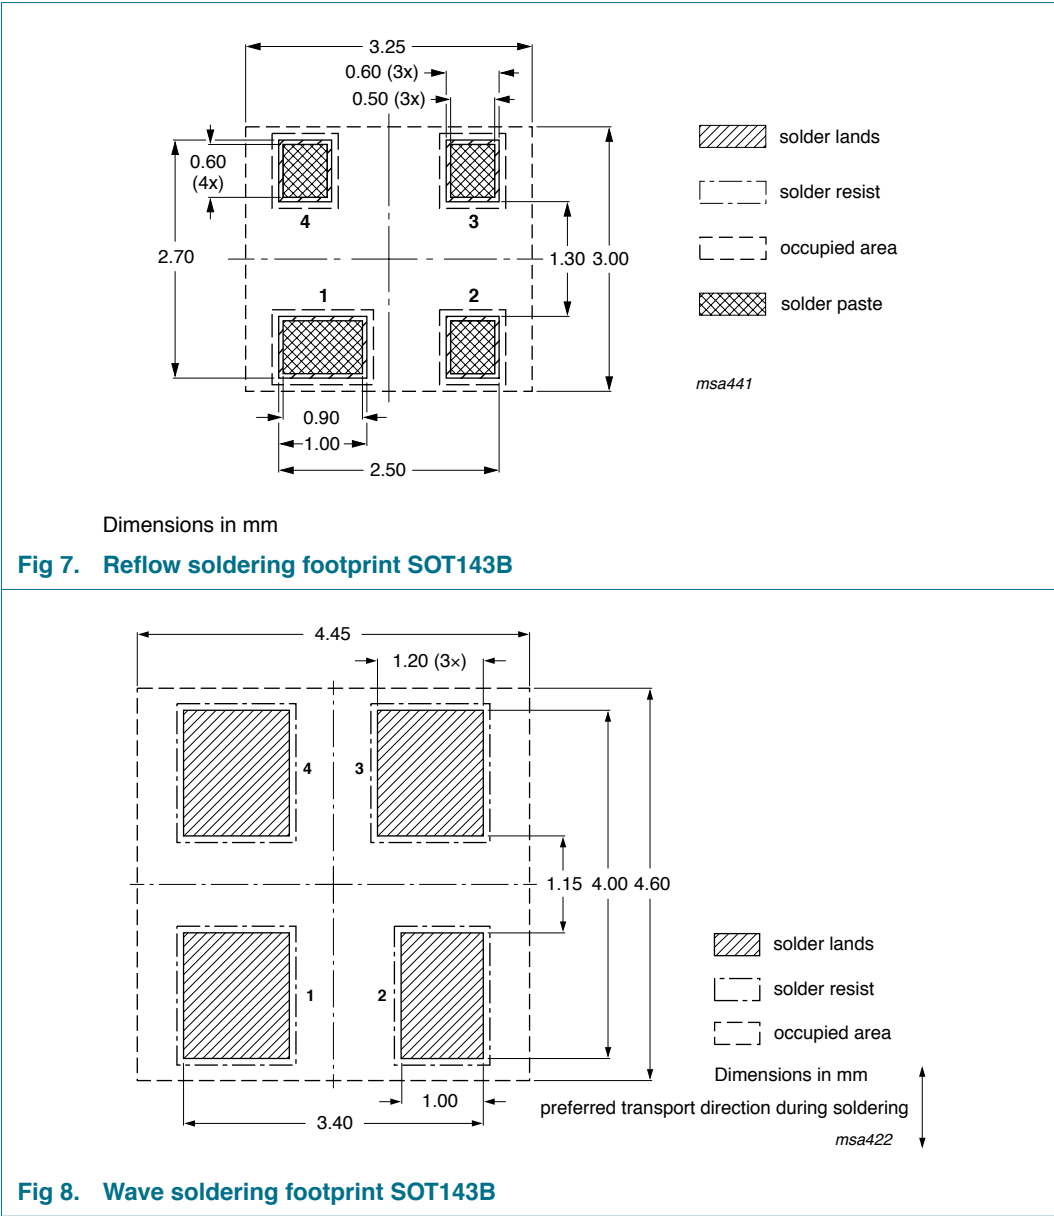 3.25
0.60 (3x)
0.50 (3x)
0.60
(4x)
4
3
2.70
1.30 3.00
1
2
0.90
1.00
2.50
solder lands
solder resist
occupied area
solder paste
msa441
Dimensions in mm
Fig 7. Reflow soldering footprint SOT143B
4.45
1.20 (3×)
4
3
1.15 4.00 4.60
1
2
1.00
3.40
solder lands
solder resist
occupied area
Dimensions in mm
preferred transport direction during soldering
msa422
Fig 8. Wave soldering footprint SOT143B